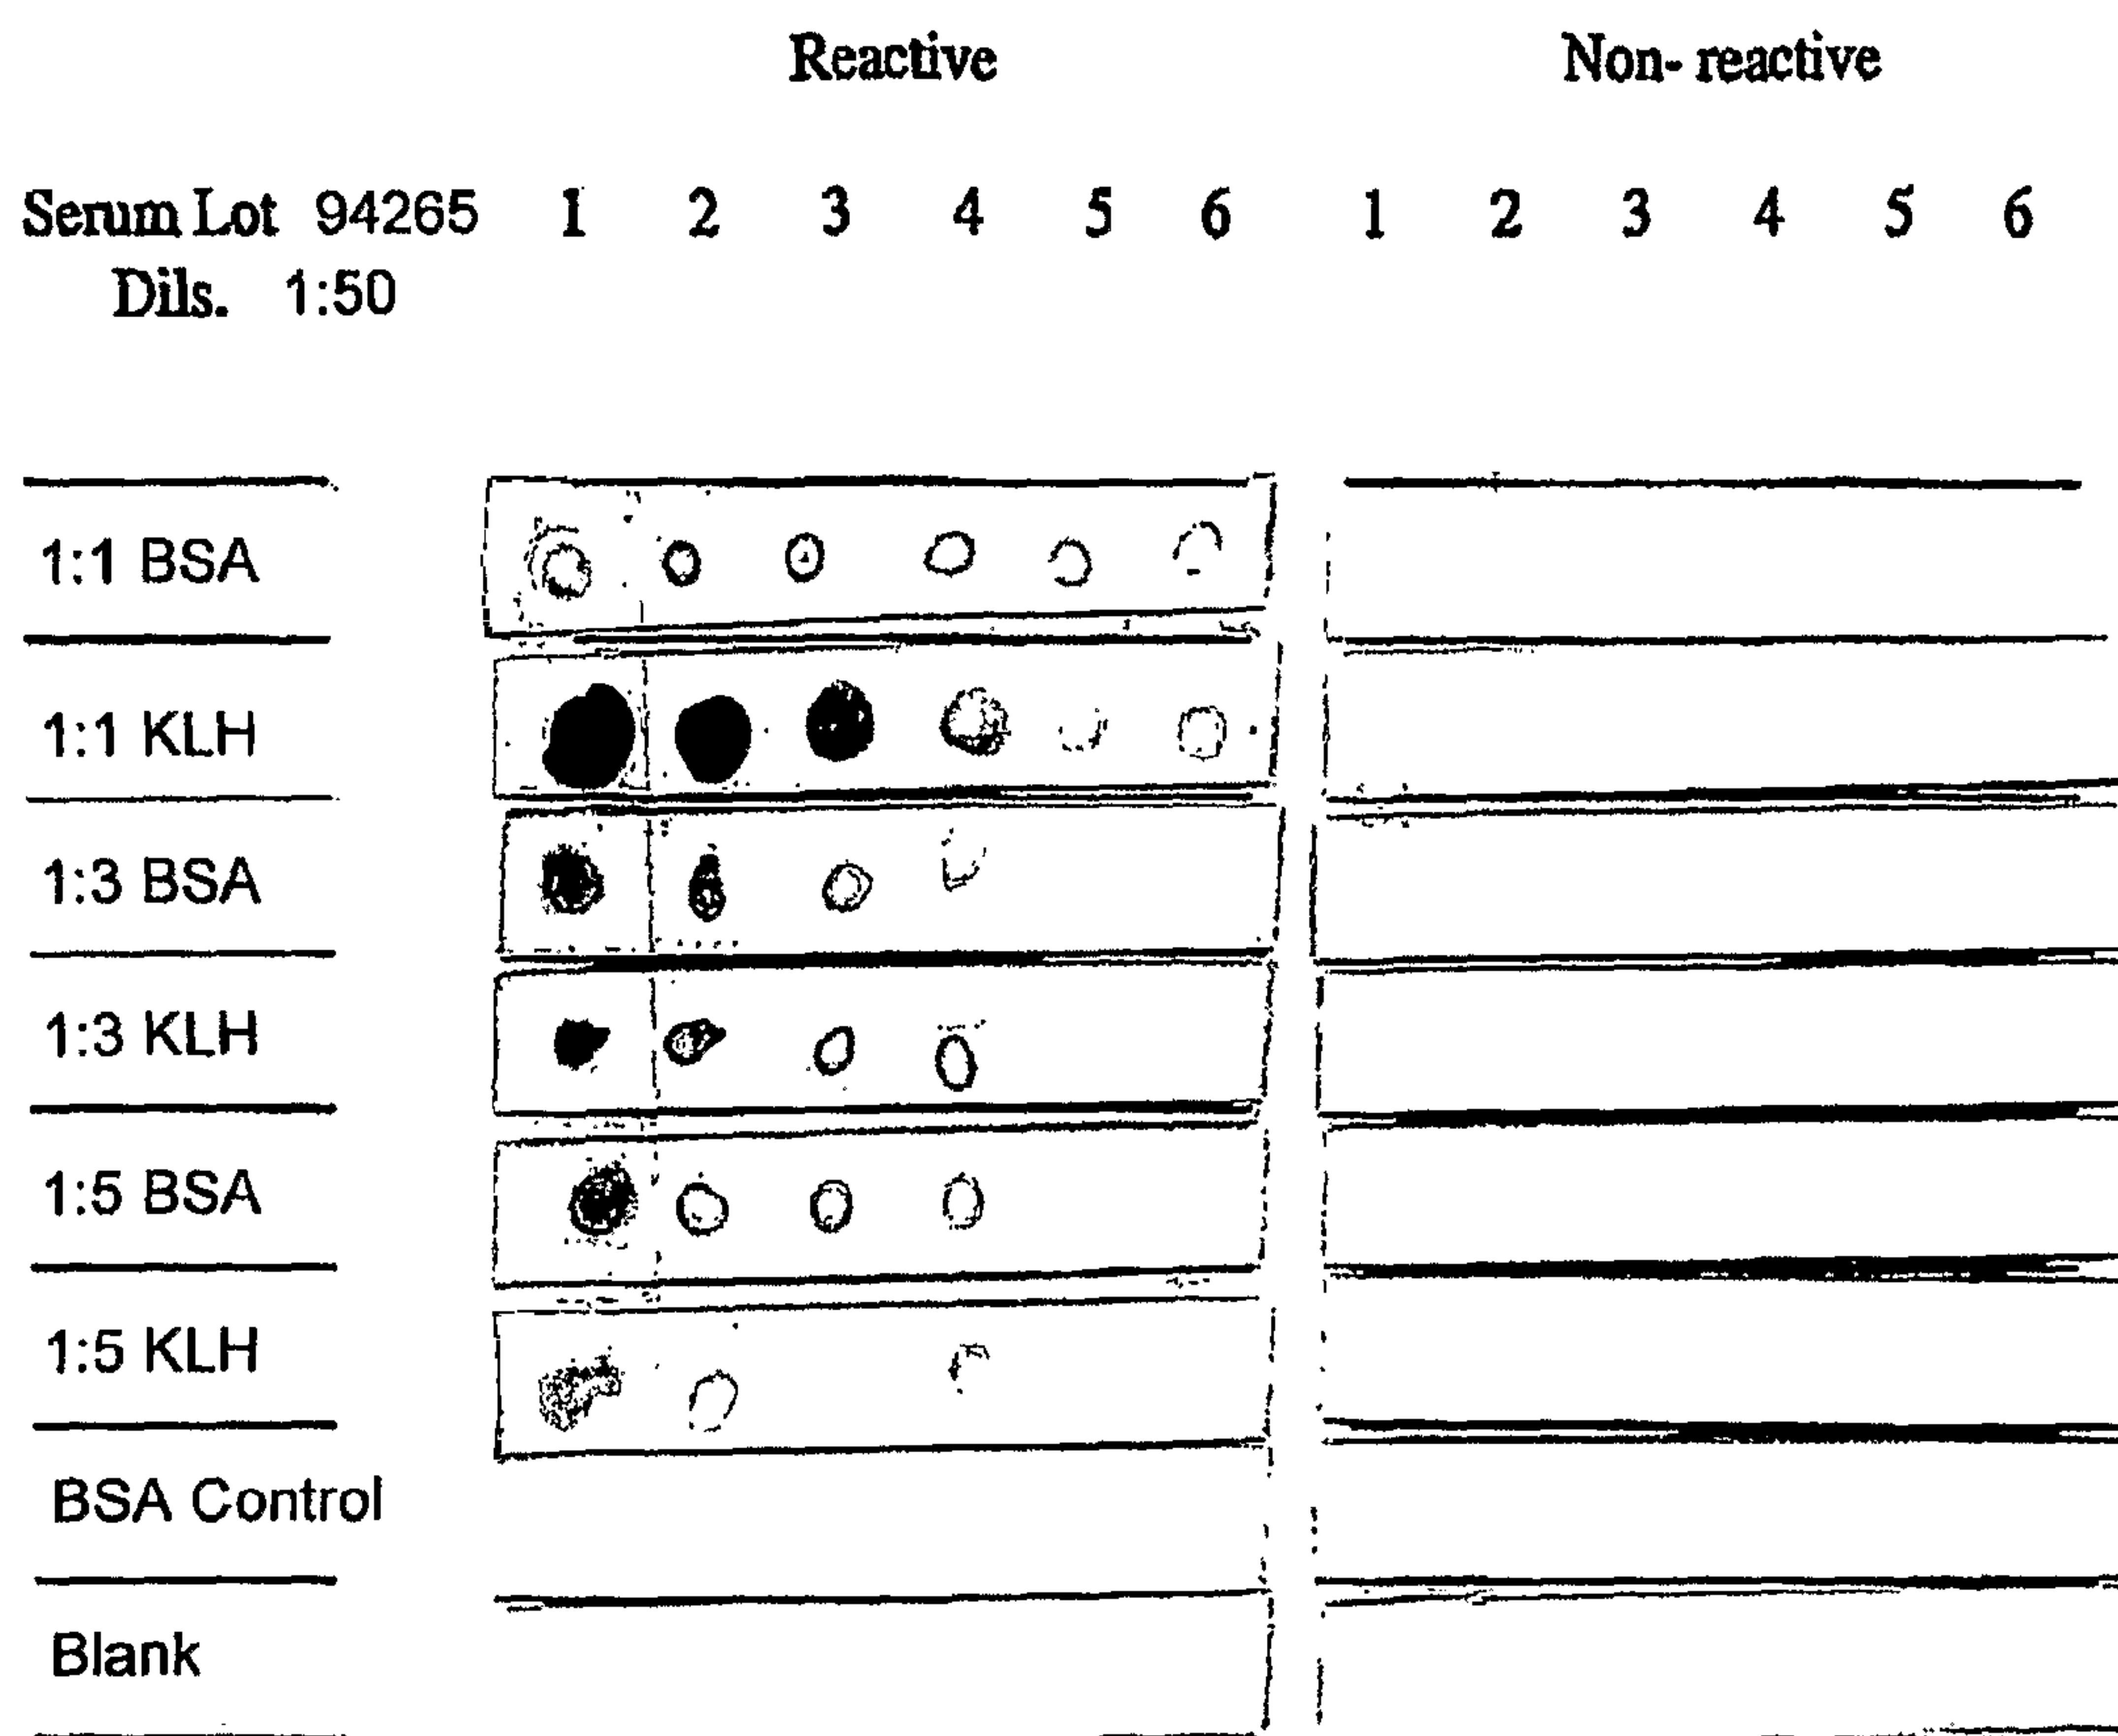 Reactive Non- reactive
Serum Lot 94265 1 2 3 4 5 6 1 2 3 4 5 6
Dils. 1:50
1:1 BSA
1:1 KLH
1:3 BSA
1:3 KLH
1:5 BSA
1:5 KLH
BSA Control
Blank